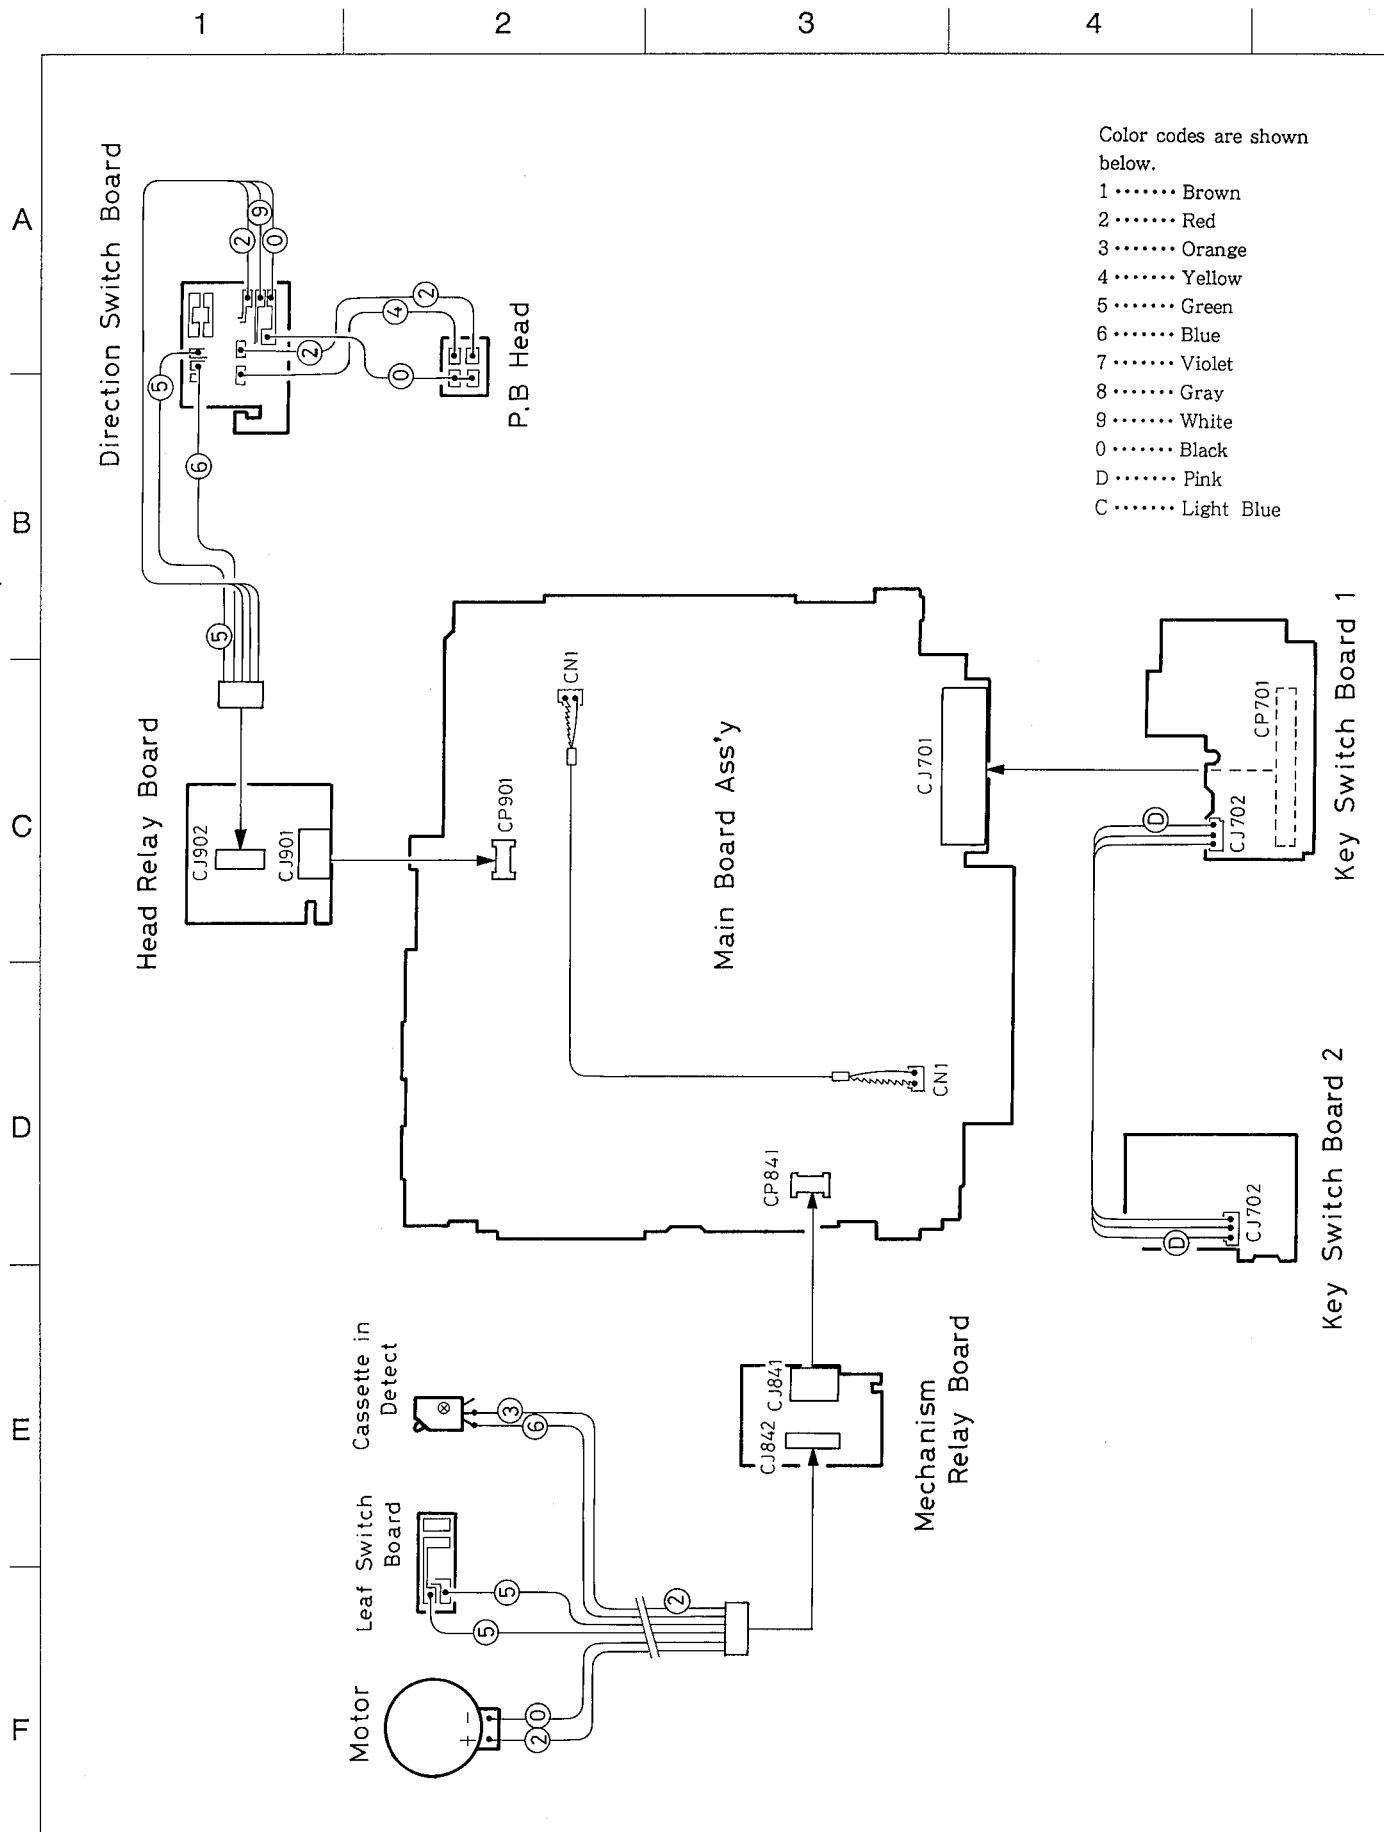 1
2
3
4
A
B
C
D
E
F
Color codes are shown
below.
1 ······· Brown
2 ······· Red
3 ······· Orange
4 ······· Yellow
5 ······· Green
6 ······· Blue
7 ······· Violet
8 ······· Gray
9 ······· White
0 ······· Black
D ······· Pink
C ······· Light Blue
Direction Switch Board
2
9
0
5
6
5
2
4
2
0
P.B Head
Head Relay Board
CJ902
CJ901
CP901
CN1
Main Board Ass'y
CJ701
CN1
CP841
Key Switch Board 1
CP701
CJ702
D
Key Switch Board 2
CJ702
D
Cassette in
Detect
3
6
Leaf Switch
Board
5
5
2
Motor
+ -
0
2
Mechanism
Relay Board
CJ842
CJ841